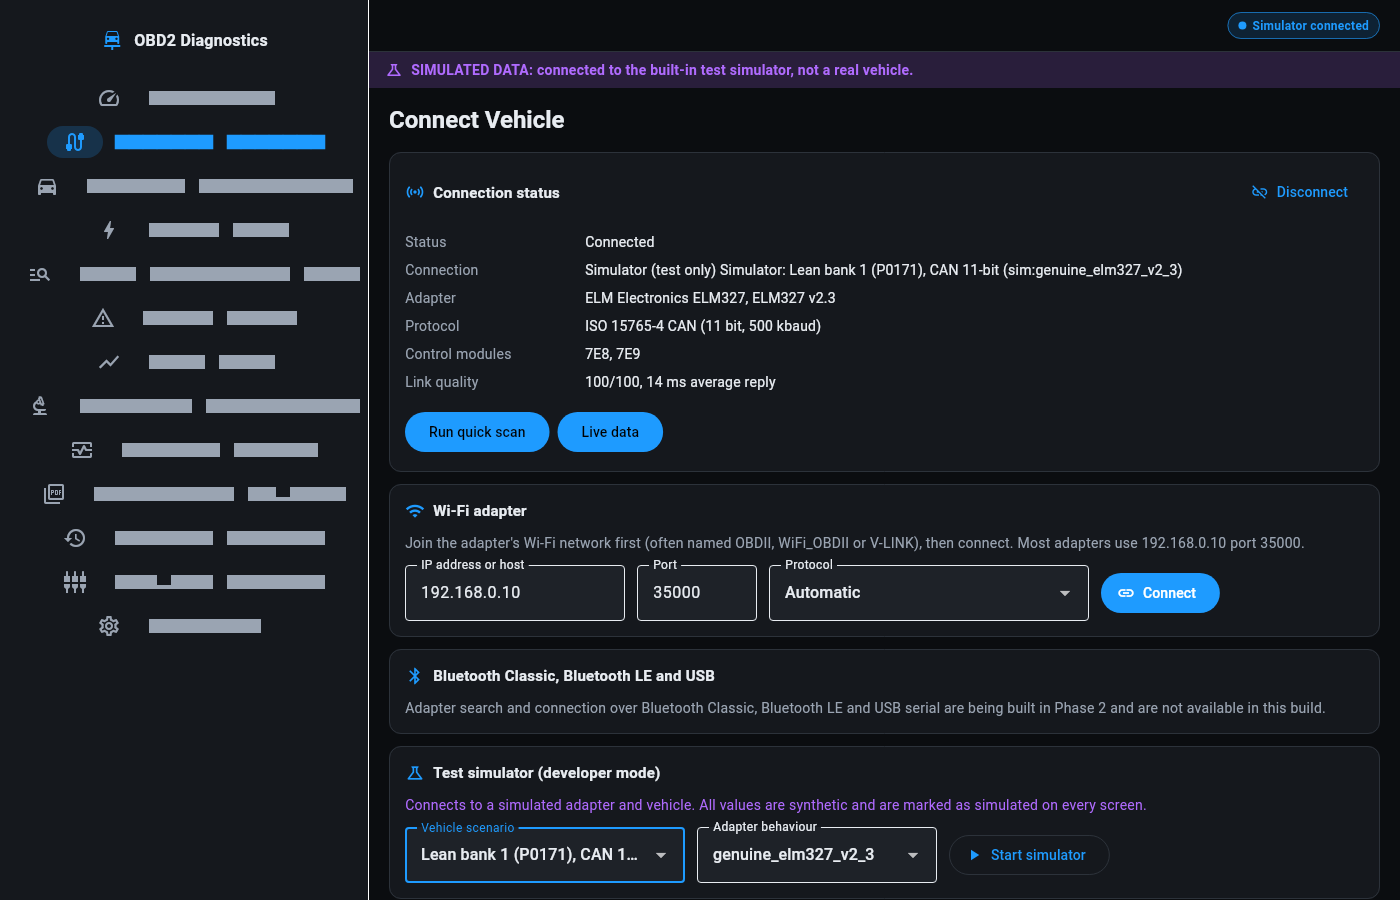 OBD2 Diagnostics
Simulator connected
SIMULATED DATA: connected to the built-in test simulator, not a real vehicle.
Connect Vehicle
Connection status
Disconnect
Status Connected
Connection Simulator (test only) Simulator: Lean bank 1 (P0171), CAN 11-bit (sim:genuine_elm327_v2_3)
Adapter ELM Electronics ELM327, ELM327 v2.3
Protocol ISO 15765-4 CAN (11 bit, 500 kbaud)
Control modules 7E8, 7E9
Link quality 100/100, 14 ms average reply
Run quick scan Live data
Wi-Fi adapter
Join the adapter's Wi-Fi network first (often named OBDII, WiFi_OBDII or V-LINK), then connect. Most adapters use 192.168.0.10 port 35000.
IP address or host Port Protocol
192.168.0.10 35000 Automatic Connect
Bluetooth Classic, Bluetooth LE and USB
Adapter search and connection over Bluetooth Classic, Bluetooth LE and USB serial are being built in Phase 2 and are not available in this build.
Test simulator (developer mode)
Connects to a simulated adapter and vehicle. All values are synthetic and are marked as simulated on every screen.
Vehicle scenario Adapter behaviour
Lean bank 1 (P0171), CAN 1... genuine_elm327_v2_3 Start simulator
PDF